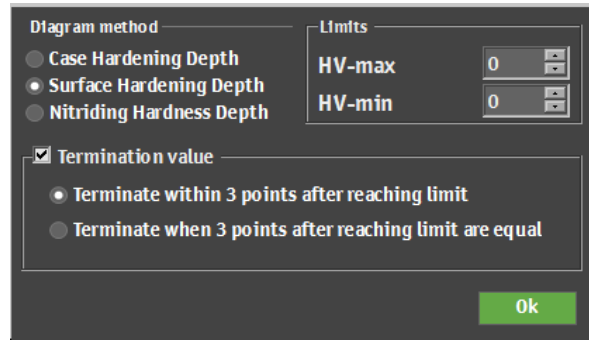 Diagram method
Case Hardening Depth
Surface Hardening Depth
Nitriding Hardness Depth
Limits
HV-max 0
HV-min 0
Termination value
Terminate within 3 points after reaching limit
Terminate when 3 points after reaching limit are equal
Ok